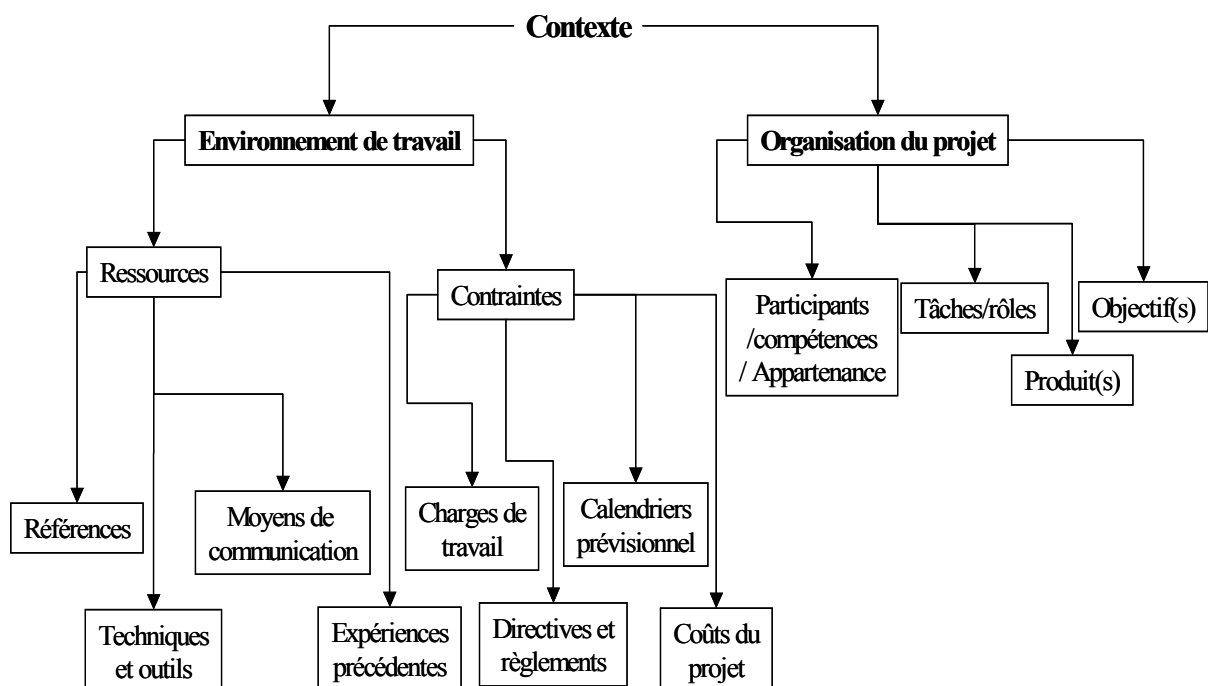 Contexte
Environnement de travail
Organisation du projet
Ressources
Contraintes
Participants
/compétences
/ Appartenance
Tâches/rôles
Objectif(s)
Produit(s)
Références
Moyens de
communication
Charges de
travail
Calendriers
prévisionnel
Techniques
et outils
Expériences
précédentes
Directives et
règlements
Coûts du
projet